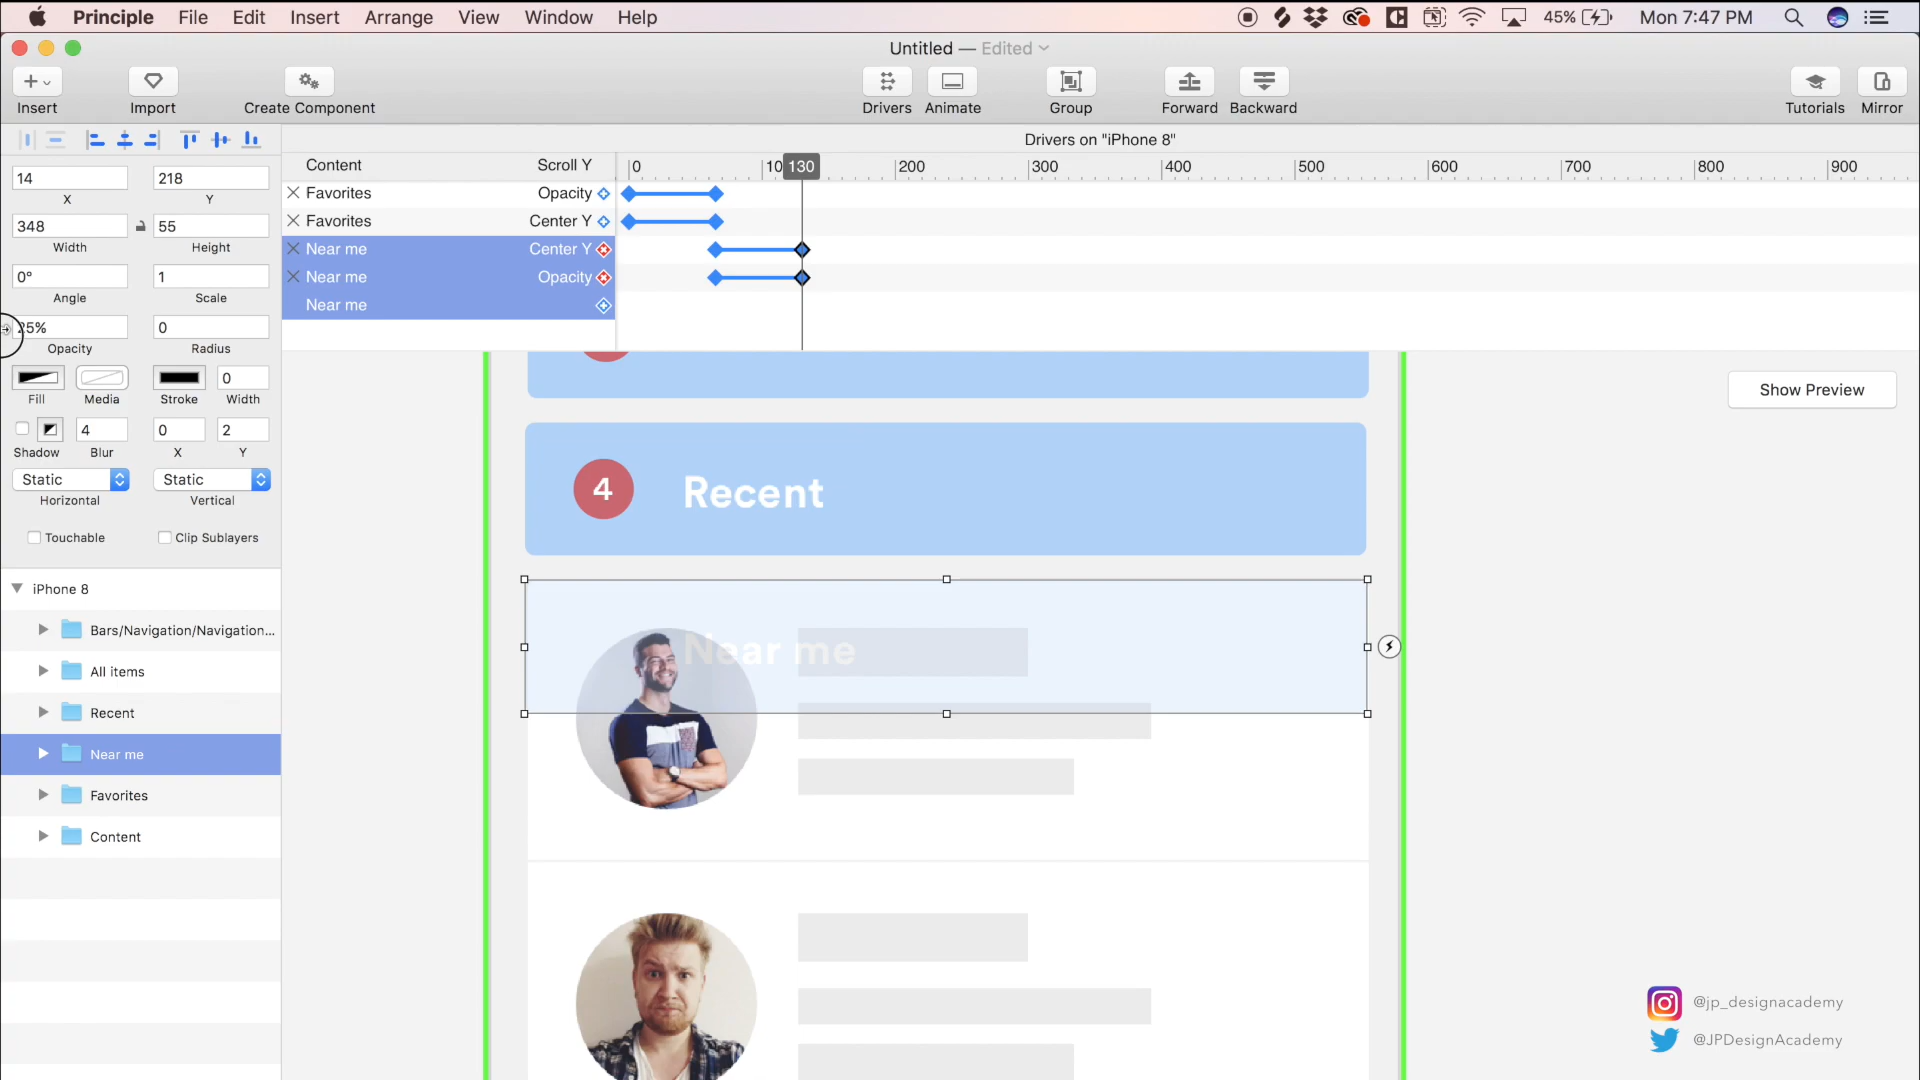 Principle File Edit Insert Arrange View Window Help 45% Mon 7:47 PM
Untitled — Edited
Insert Import Create Component Drivers Animate Group Forward Backward Tutorials Mirror
Drivers on "iPhone 8"
Content Scroll Y 0 10 130 200 300 400 500 600 700 800 900
Favorites Opacity
Favorites Center Y
Near me Center Y
Near me Opacity
Near me
14 218
X Y
348 55
Width Height
0° 1
Angle Scale
25% 0
Opacity Radius
0
Fill Media Stroke Width
4 0 2
Shadow Blur X Y
Static Static
Horizontal Vertical
Touchable Clip Sublayers
iPhone 8
Bars/Navigation/Navigation...
All items
Recent
Near me
Favorites
Content
Show Preview
4 Recent
Near me
@jp_designacademy
@JPDesignAcademy